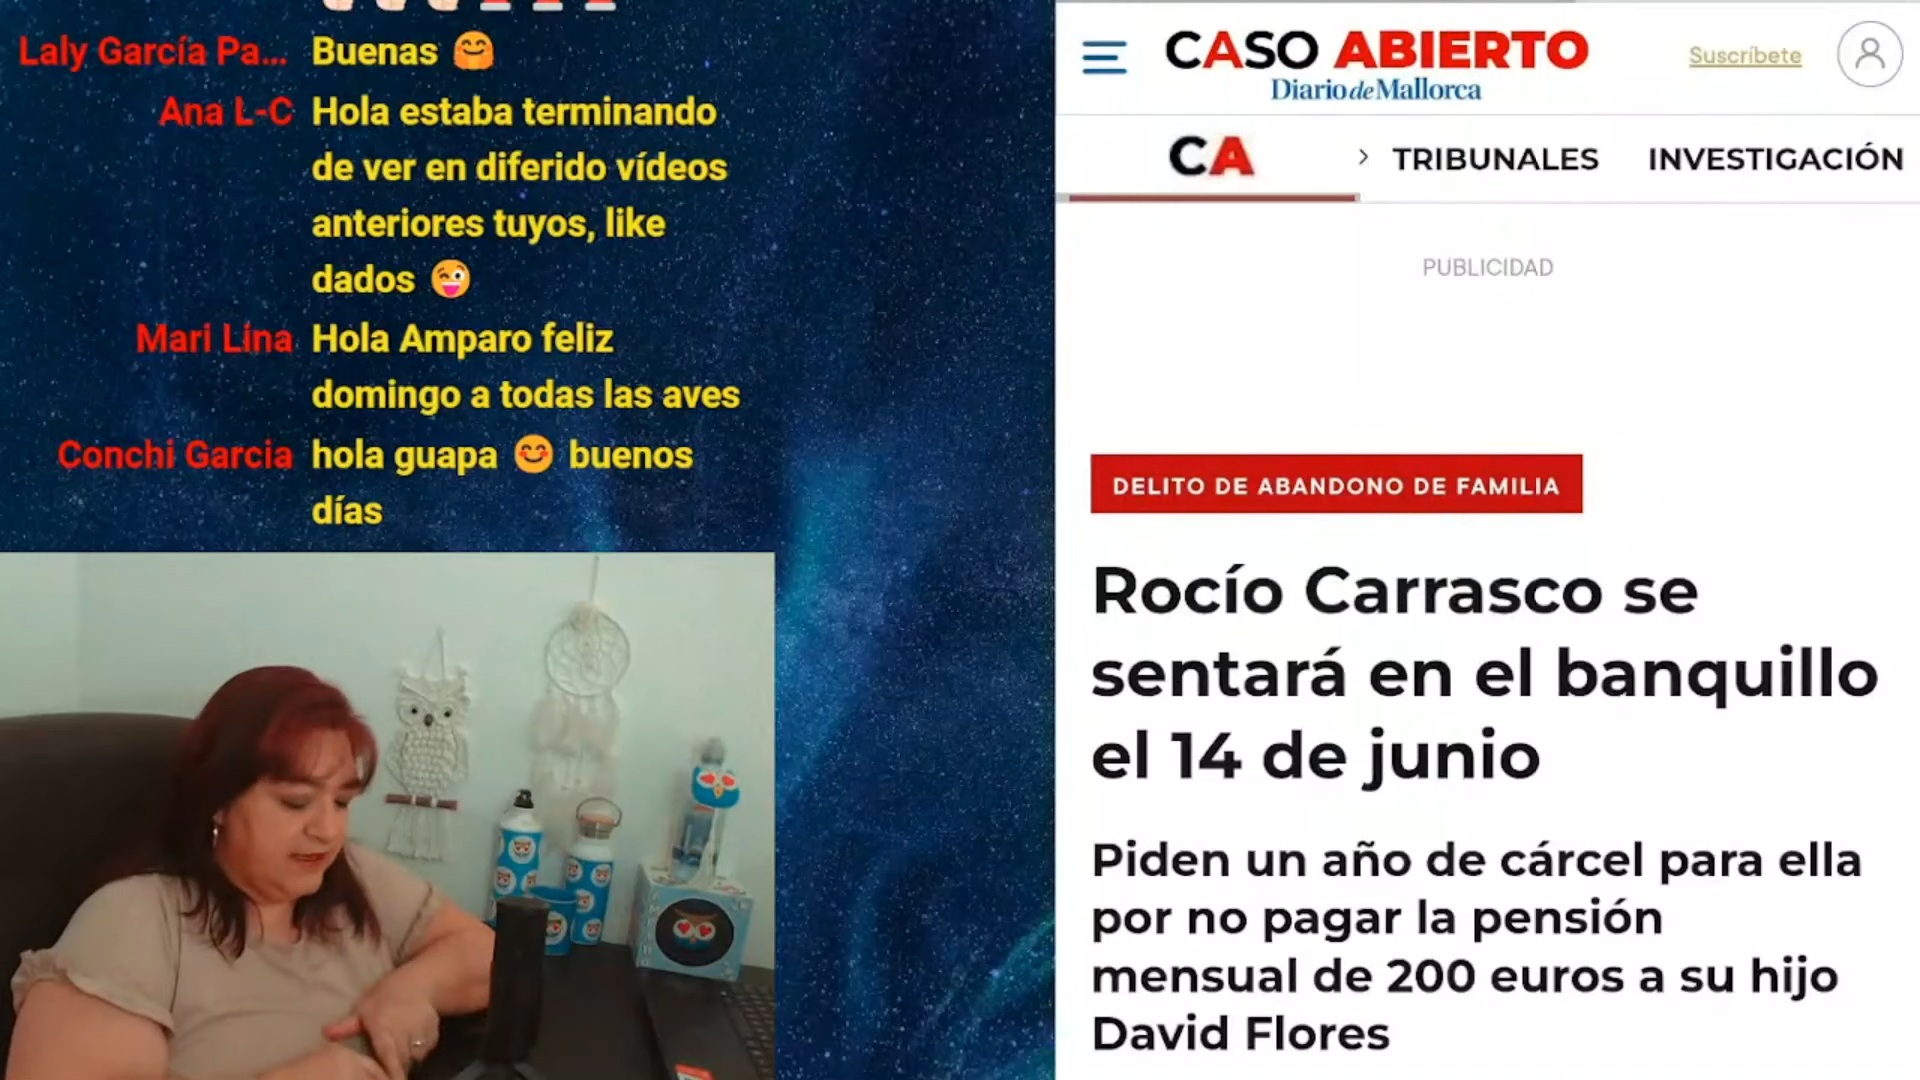 Laly García Pa... Buenas 🤗
Ana L-C Hola estaba terminando
de ver en diferido vídeos
anteriores tuyos, like
dados 😜
Mari Lina Hola Amparo feliz
domingo a todas las aves
Conchi Garcia hola guapa 😊 buenos
días
CASO ABIERTO
Diario de Mallorca
Suscríbete
CA > TRIBUNALES INVESTIGACIÓN
PUBLICIDAD
DELITO DE ABANDONO DE FAMILIA
Rocío Carrasco se
sentará en el banquillo
el 14 de junio
Piden un año de cárcel para ella
por no pagar la pensión
mensual de 200 euros a su hijo
David Flores